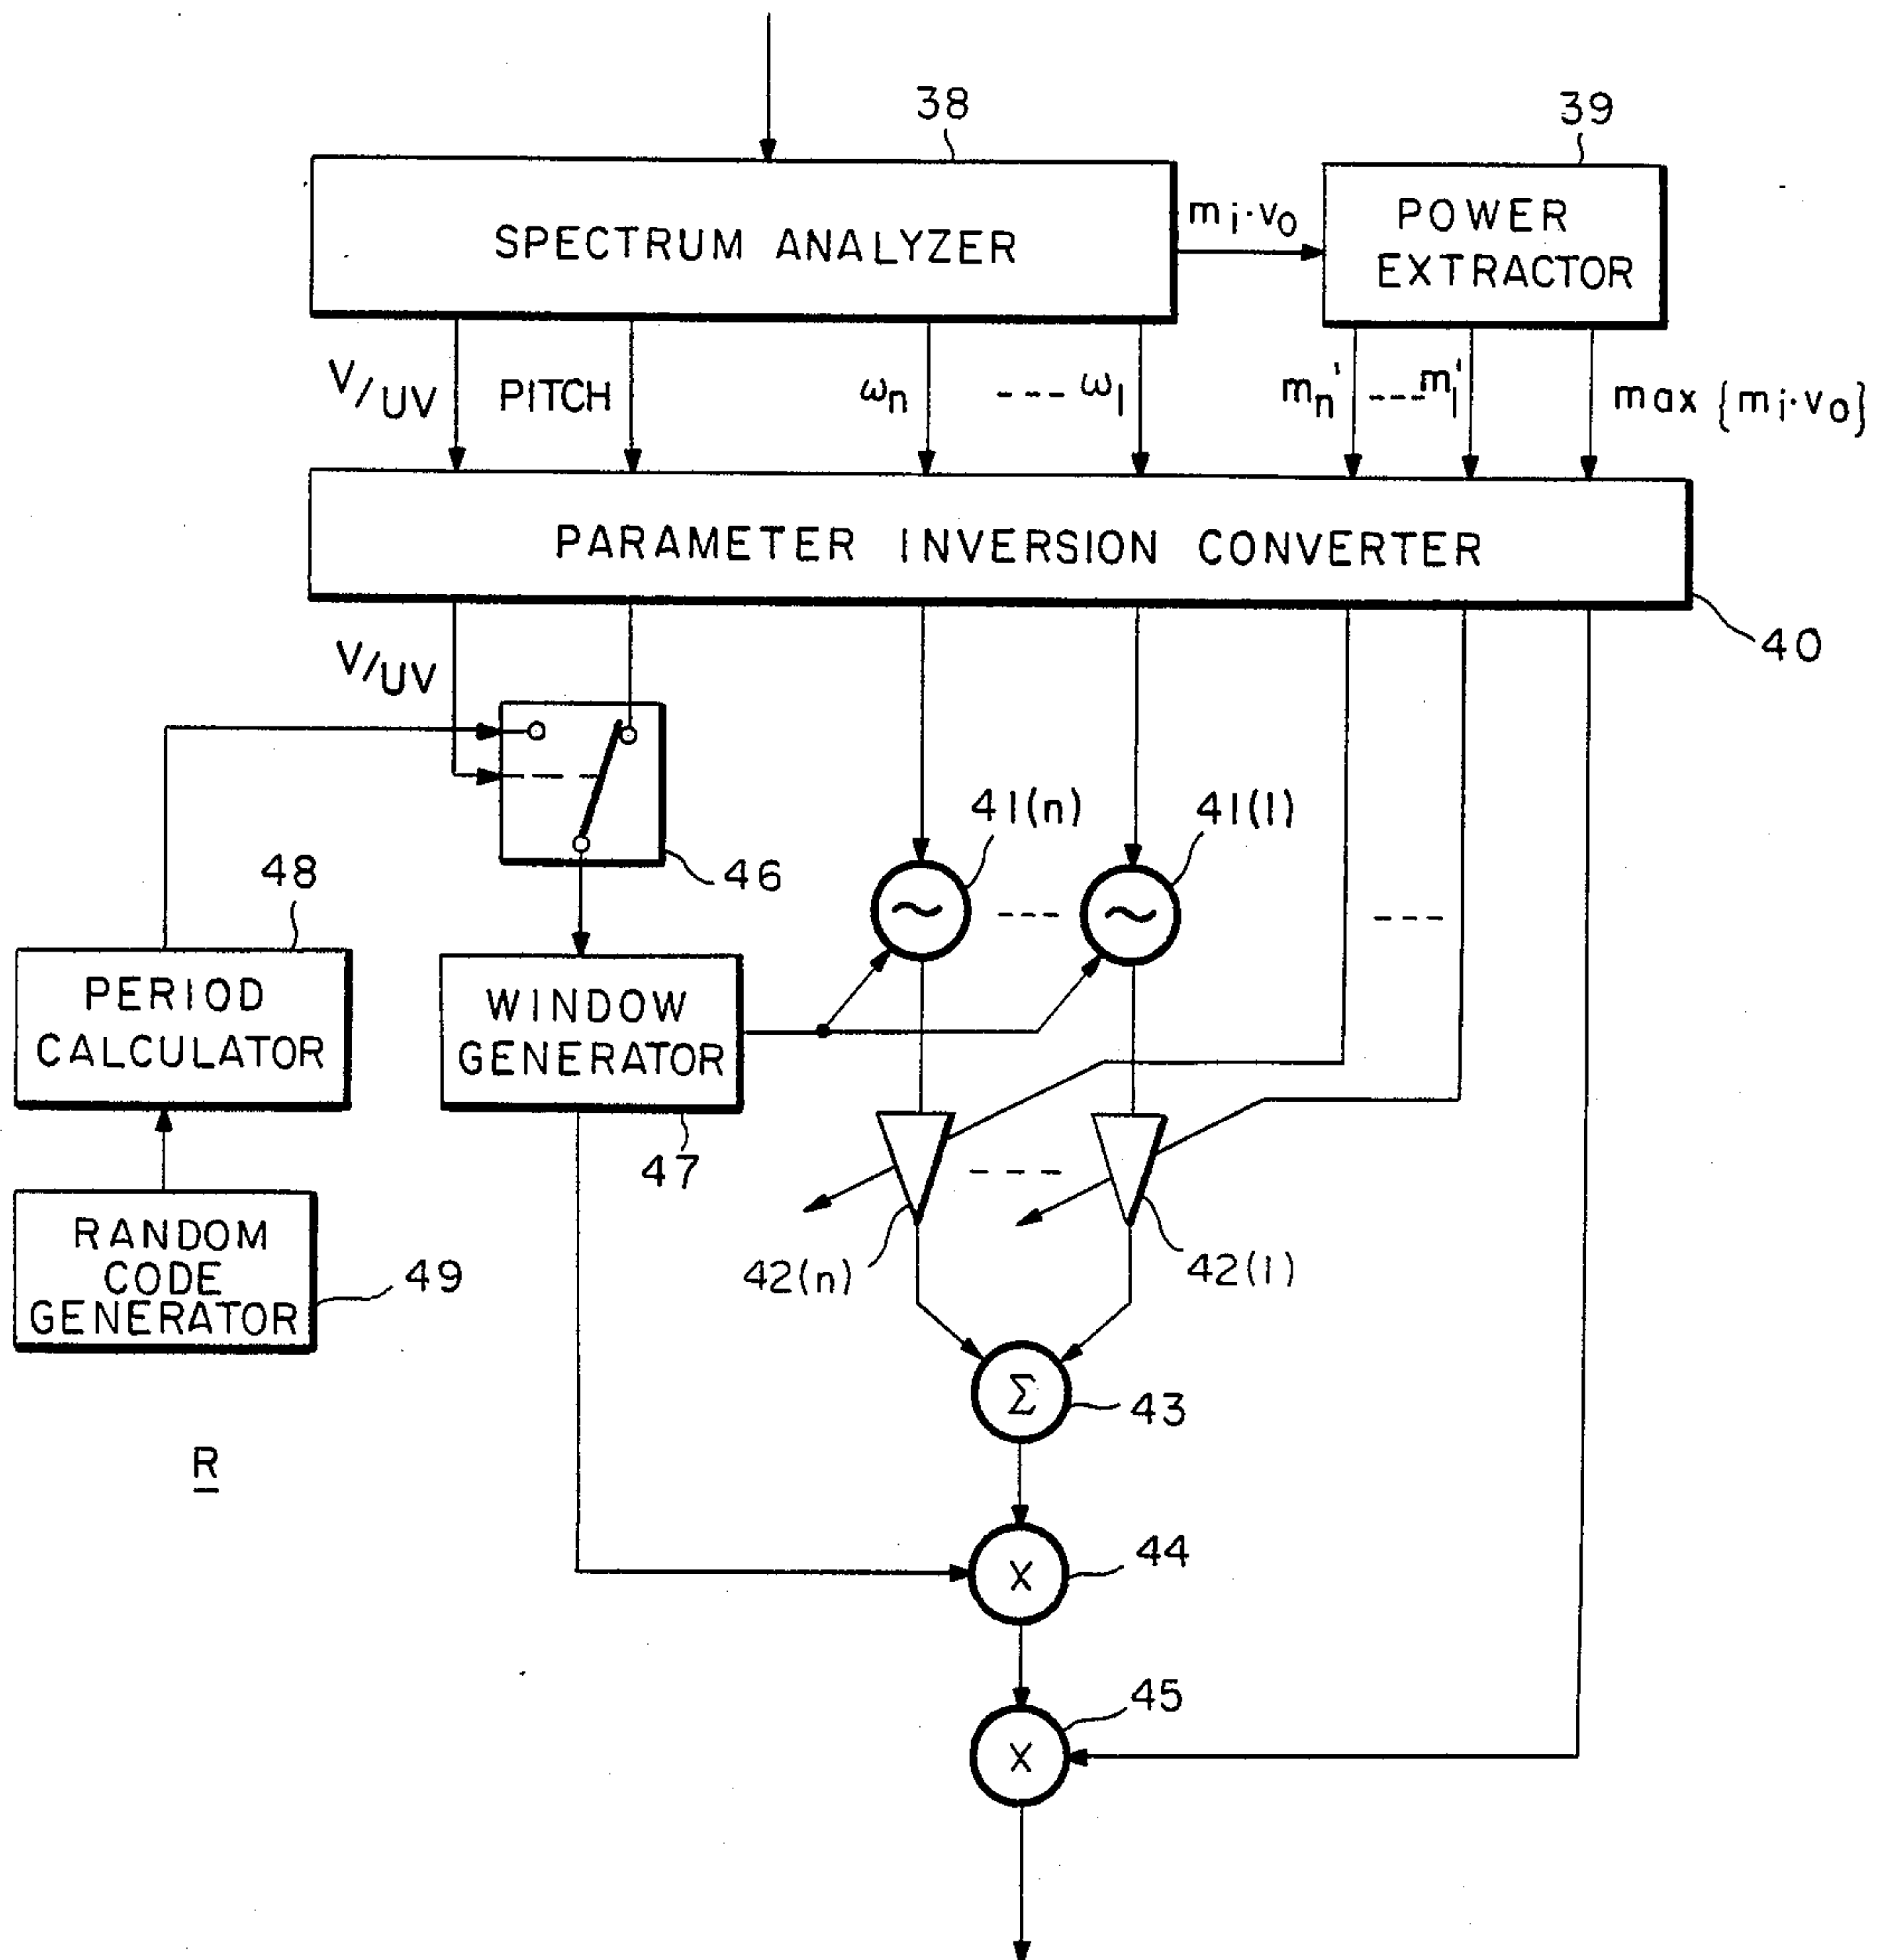 38
39
SPECTRUM ANALYZER
mi·v0
POWER
EXTRACTOR
V/UV
PITCH
ωn
---
ω1
mn'
---
m1'
max {mi·v0}
PARAMETER INVERSION CONVERTER
40
V/UV
46
41(n)
---
41(1)
---
48
PERIOD
CALCULATOR
WINDOW
GENERATOR
47
RANDOM
CODE
GENERATOR
49
42(n)
----
42(1)
Σ
43
R
X
44
X
45